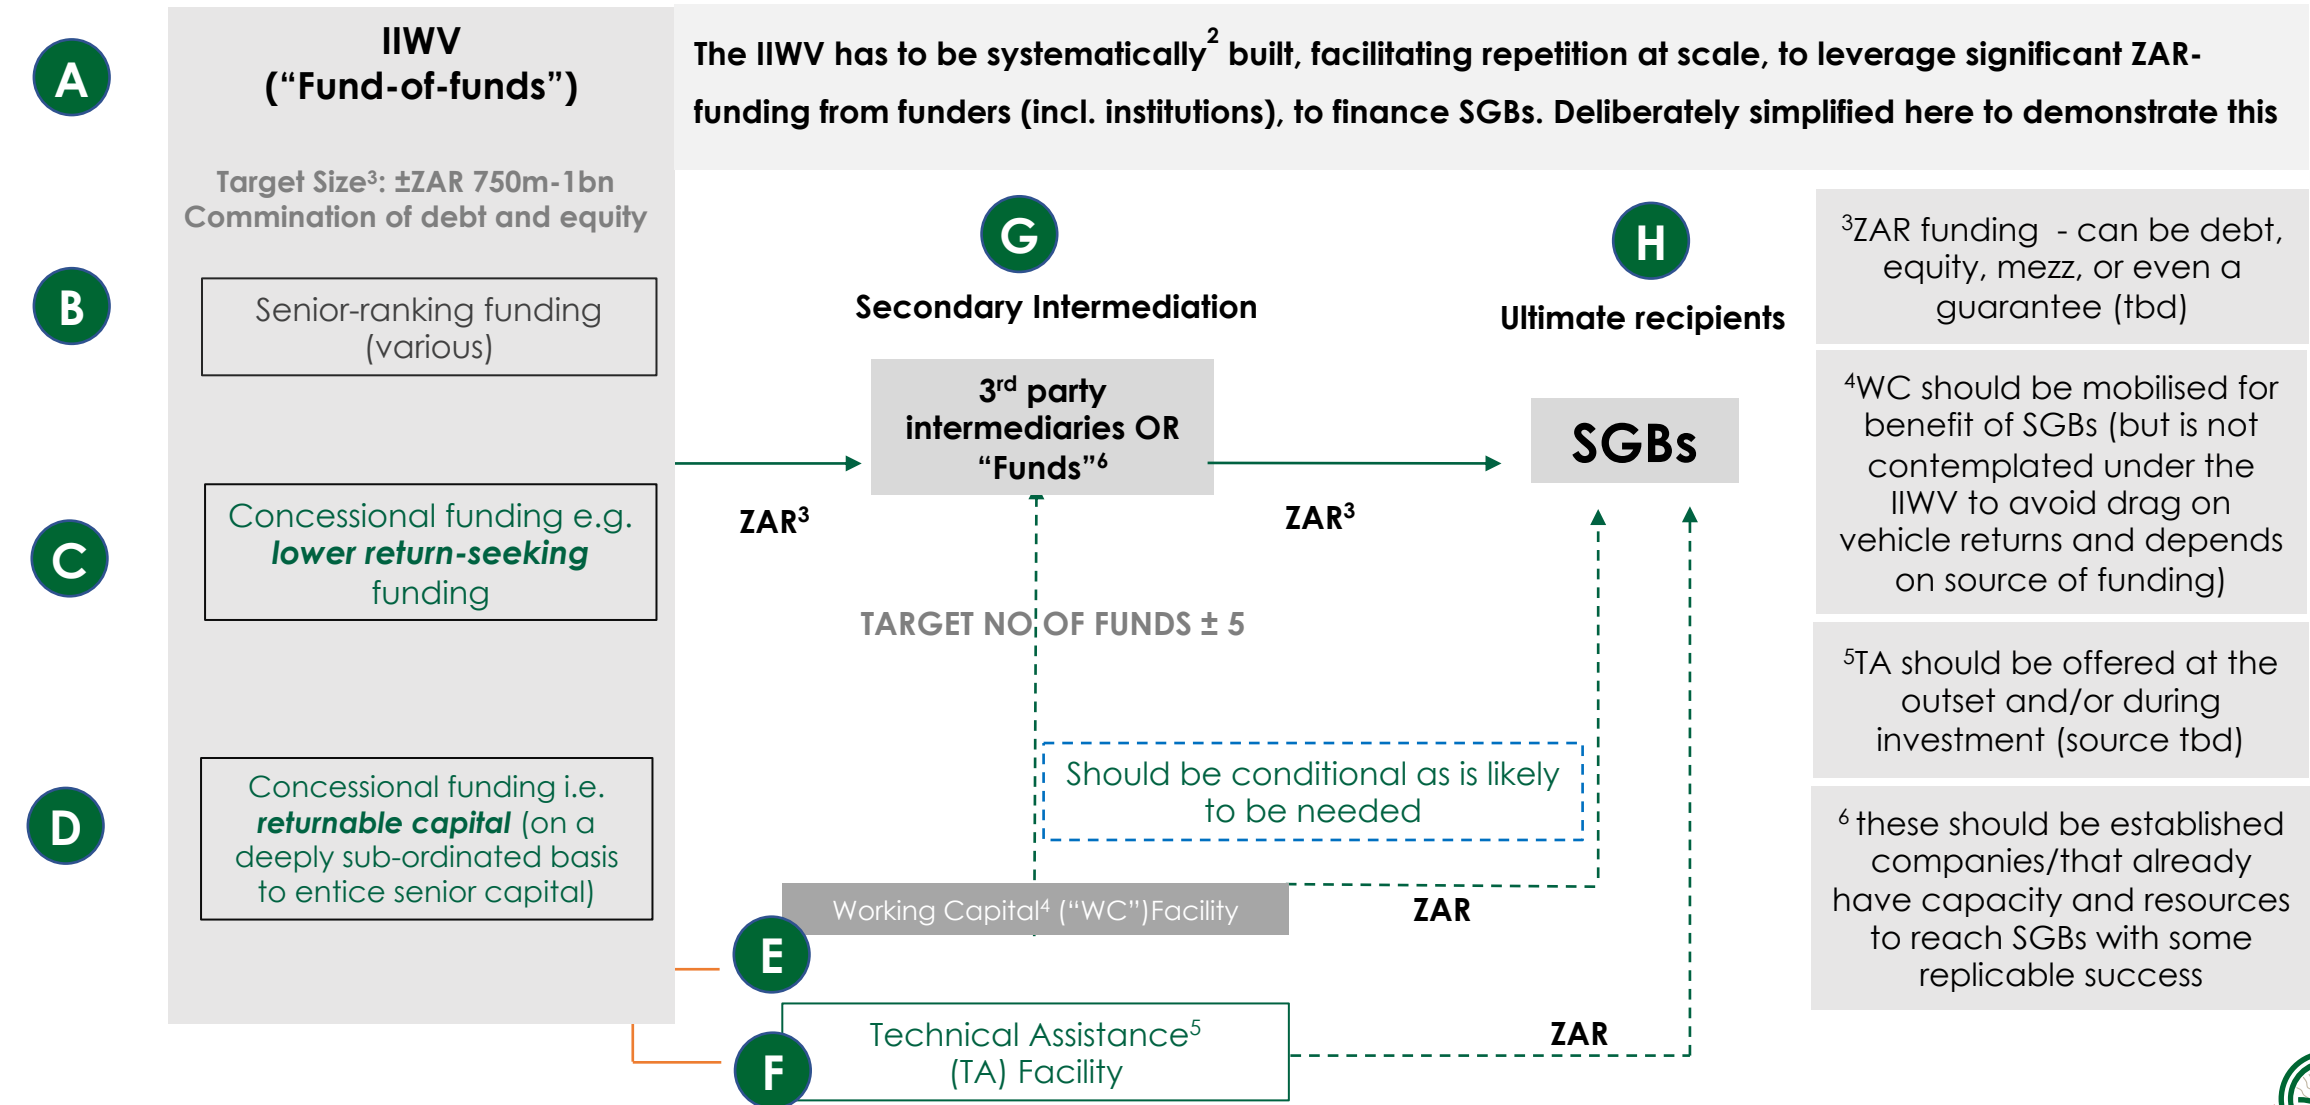 A
IIWV
(“Fund-of-funds”)
The IIWV has to be systematically² built, facilitating repetition at scale, to leverage significant ZAR-
funding from funders (incl. institutions), to finance SGBs. Deliberately simplified here to demonstrate this
Target Size³: ±ZAR 750m-1bn
Commination of debt and equity
B
Senior-ranking funding
(various)
C
Concessional funding e.g.
lower return-seeking
funding
D
Concessional funding i.e.
returnable capital (on a
deeply sub-ordinated basis
to entice senior capital)
G
Secondary Intermediation
3rd party
intermediaries OR
“Funds”⁶
ZAR³
ZAR³
TARGET NO OF FUNDS ± 5
H
Ultimate recipients
SGBs
Should be conditional as is likely
to be needed
E
Working Capital⁴ (“WC”)Facility
ZAR
F
Technical Assistance⁵
(TA) Facility
ZAR
³ZAR funding - can be debt,
equity, mezz, or even a
guarantee (tbd)
⁴WC should be mobilised for
benefit of SGBs (but is not
contemplated under the
IIWV to avoid drag on
vehicle returns and depends
on source of funding)
⁵TA should be offered at the
outset and/or during
investment (source tbd)
⁶ these should be established
companies/that already
have capacity and resources
to reach SGBs with some
replicable success